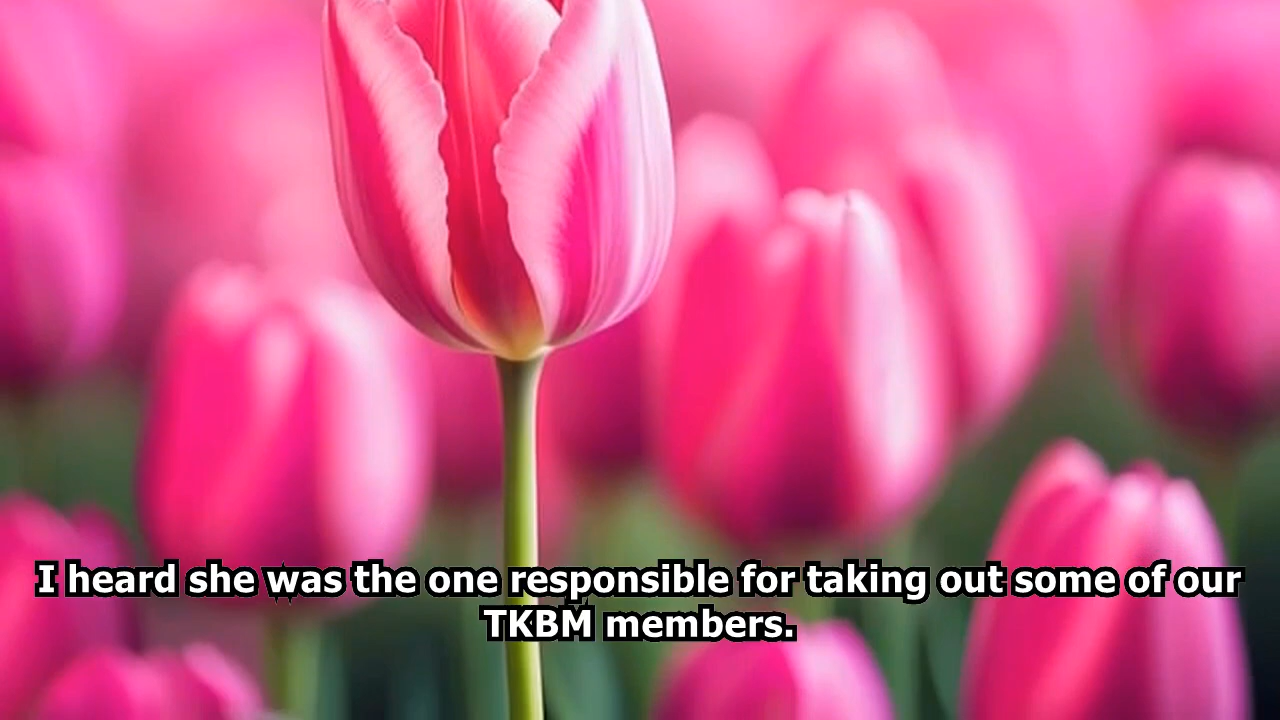 I heard she was the one responsible for taking out some of our
TKBM members.